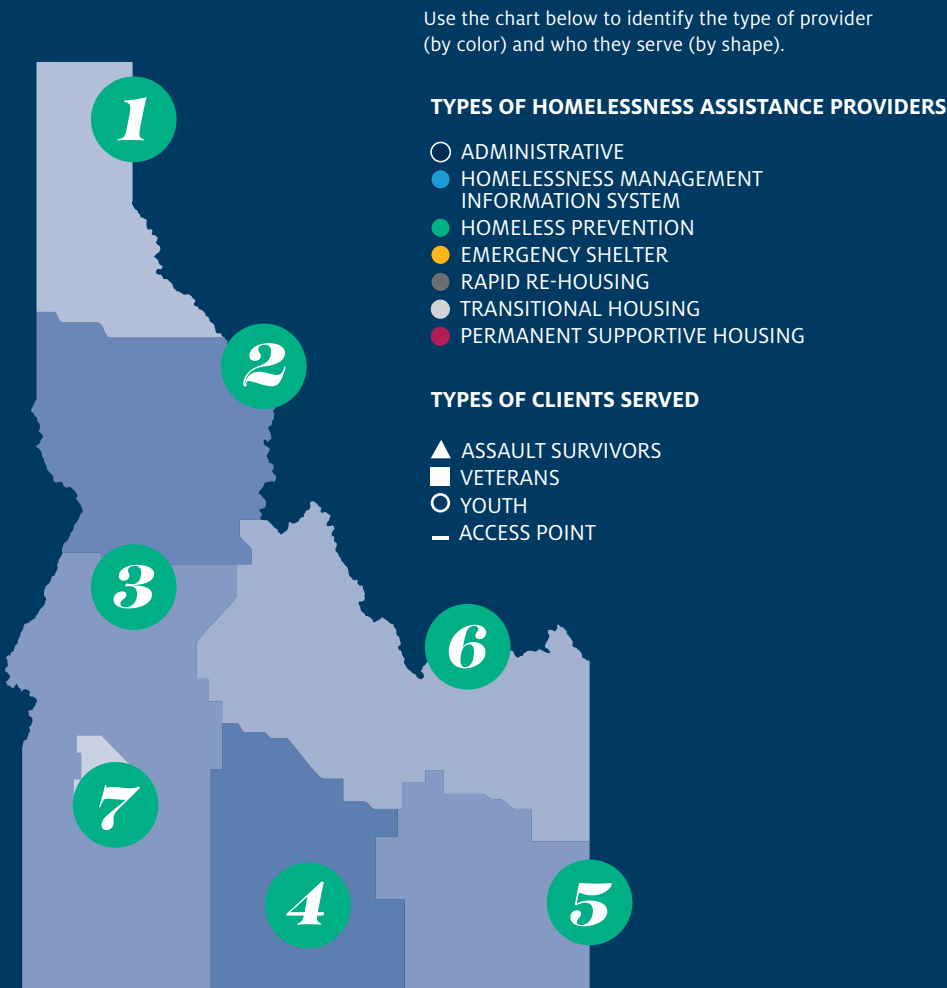 Use the chart below to identify the type of provider
(by color) and who they serve (by shape).
TYPES OF HOMELESSNESS ASSISTANCE PROVIDERS
ADMINISTRATIVE
HOMELESSNESS MANAGEMENT
INFORMATION SYSTEM
HOMELESS PREVENTION
EMERGENCY SHELTER
RAPID RE-HOUSING
TRANSITIONAL HOUSING
PERMANENT SUPPORTIVE HOUSING
TYPES OF CLIENTS SERVED
ASSAULT SURVIVORS
VETERANS
YOUTH
ACCESS POINT
1
2
3
6
7
4
5